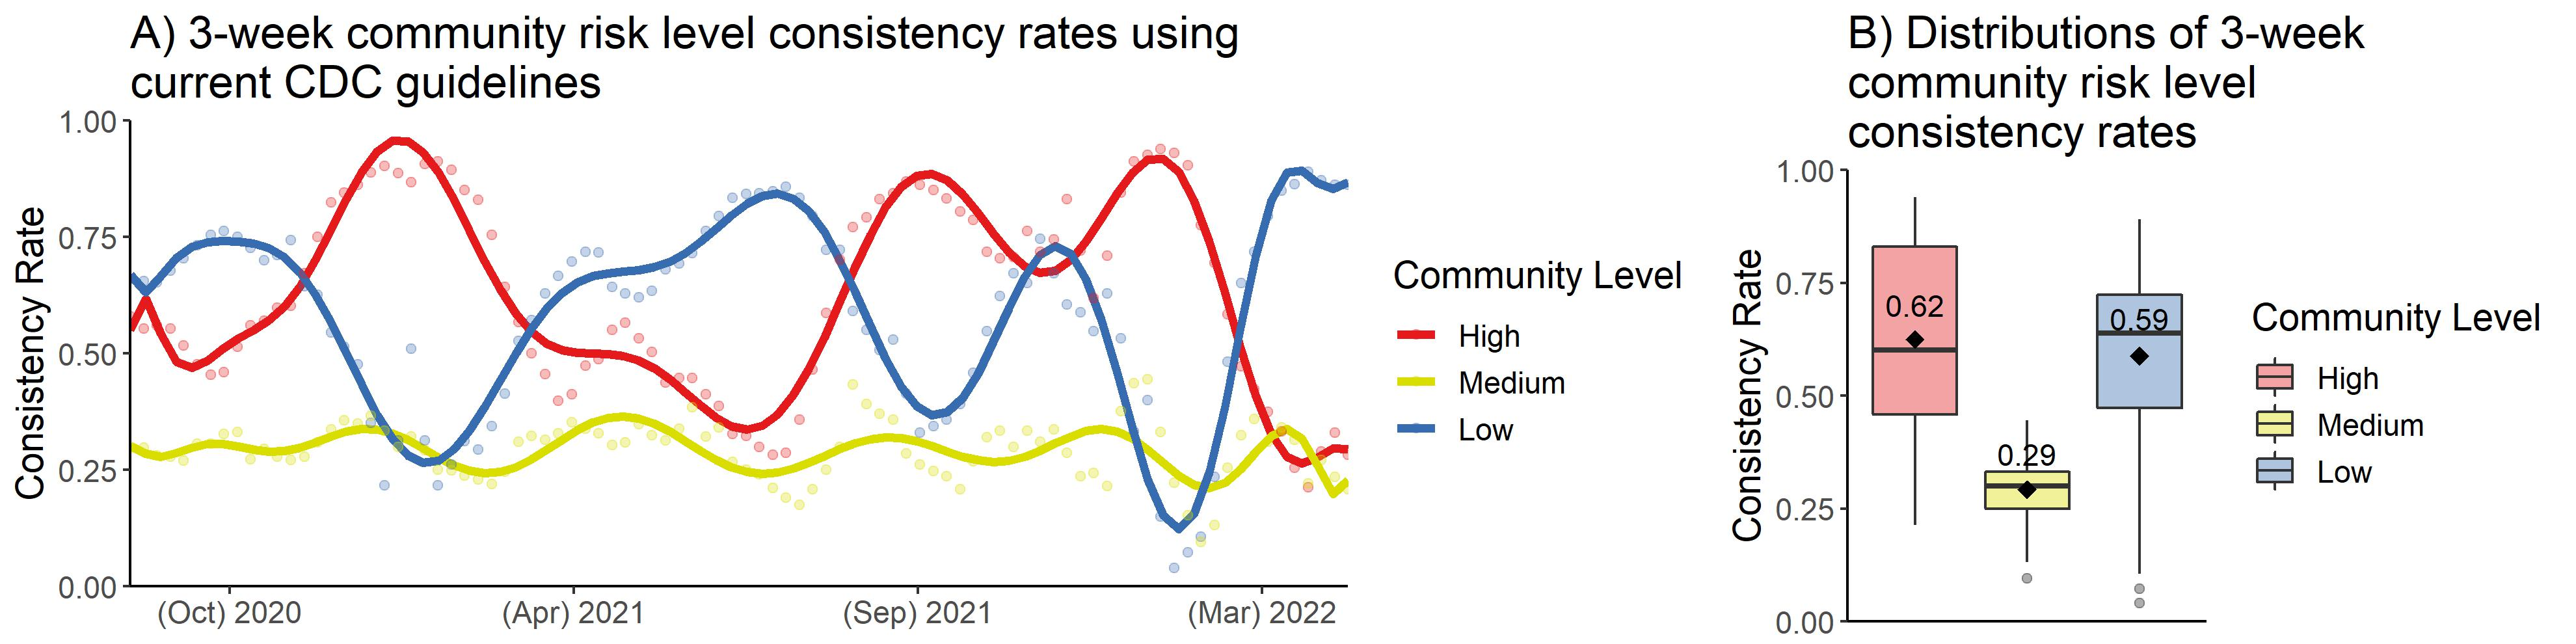 A) 3-week community risk level consistency rates using
current CDC guidelines
Consistency Rate
1.00
0.75
0.50
0.25
0.00
(Oct) 2020
(Apr) 2021
(Sep) 2021
(Mar) 2022
Community Level
High
Medium
Low
B) Distributions of 3-week
community risk level
consistency rates
Consistency Rate
1.00
0.75
0.50
0.25
0.00
0.62
0.29
0.59
Community Level
High
Medium
Low